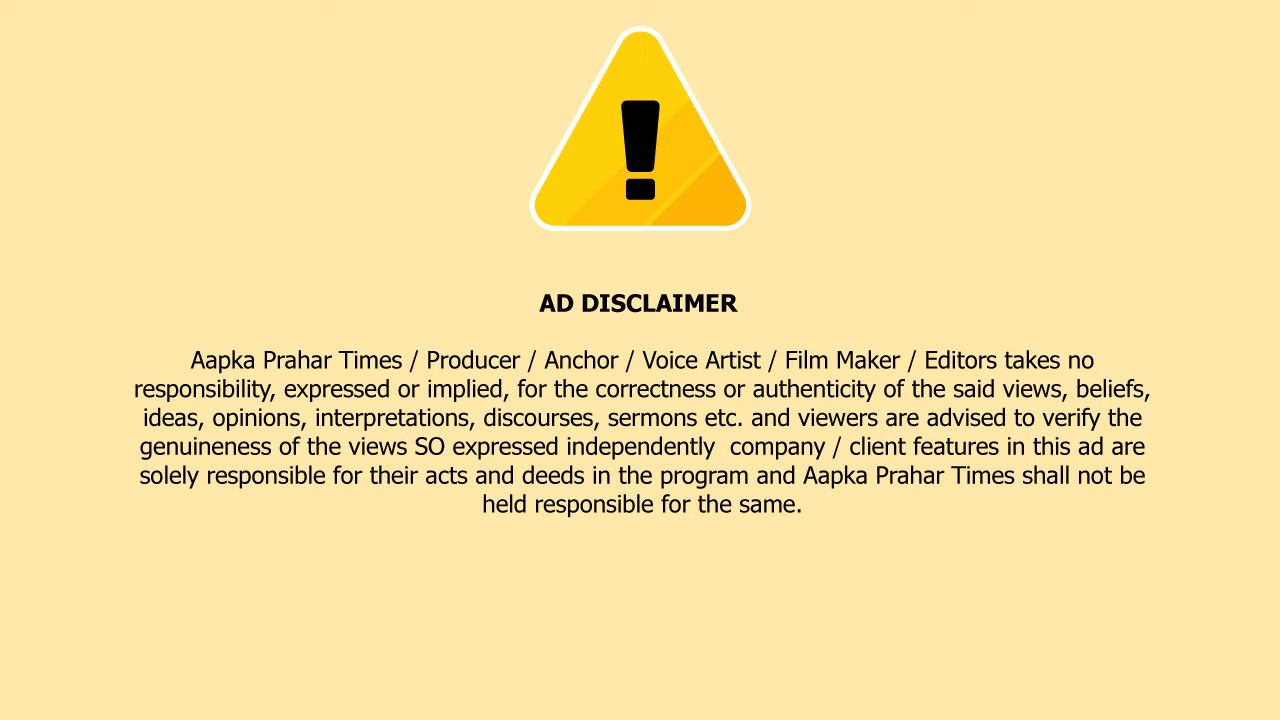 AD DISCLAIMER
Aapka Prahar Times / Producer / Anchor / Voice Artist / Film Maker / Editors takes no
responsibility, expressed or implied, for the correctness or authenticity of the said views, beliefs,
ideas, opinions, interpretations, discourses, sermons etc. and viewers are advised to verify the
genuineness of the views SO expressed independently  company / client features in this ad are
solely responsible for their acts and deeds in the program and Aapka Prahar Times shall not be
held responsible for the same.